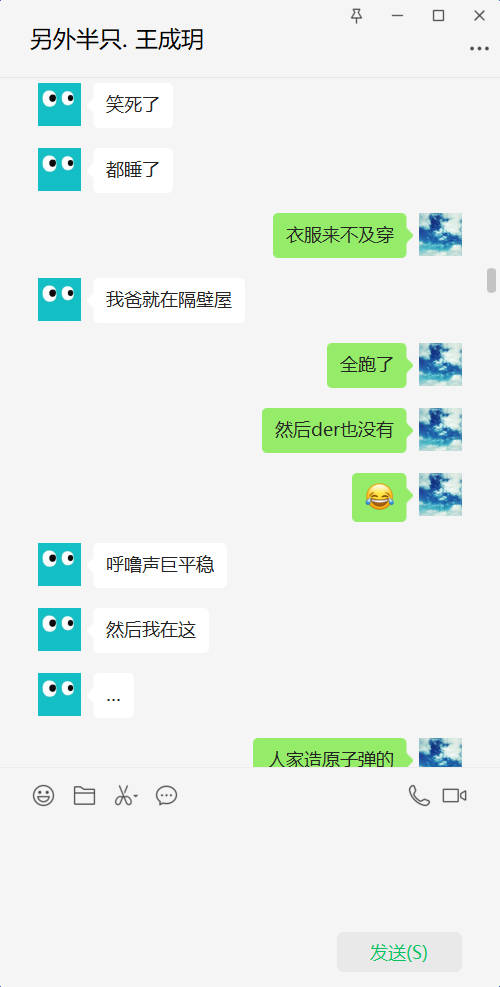 另外半只. 王成玥
笑死了
都睡了
衣服来不及穿
我爸就在隔壁屋
全跑了
然后der也没有
😂
呼噜声巨平稳
然后我在这
...
人家造原子弹的
发送(S)